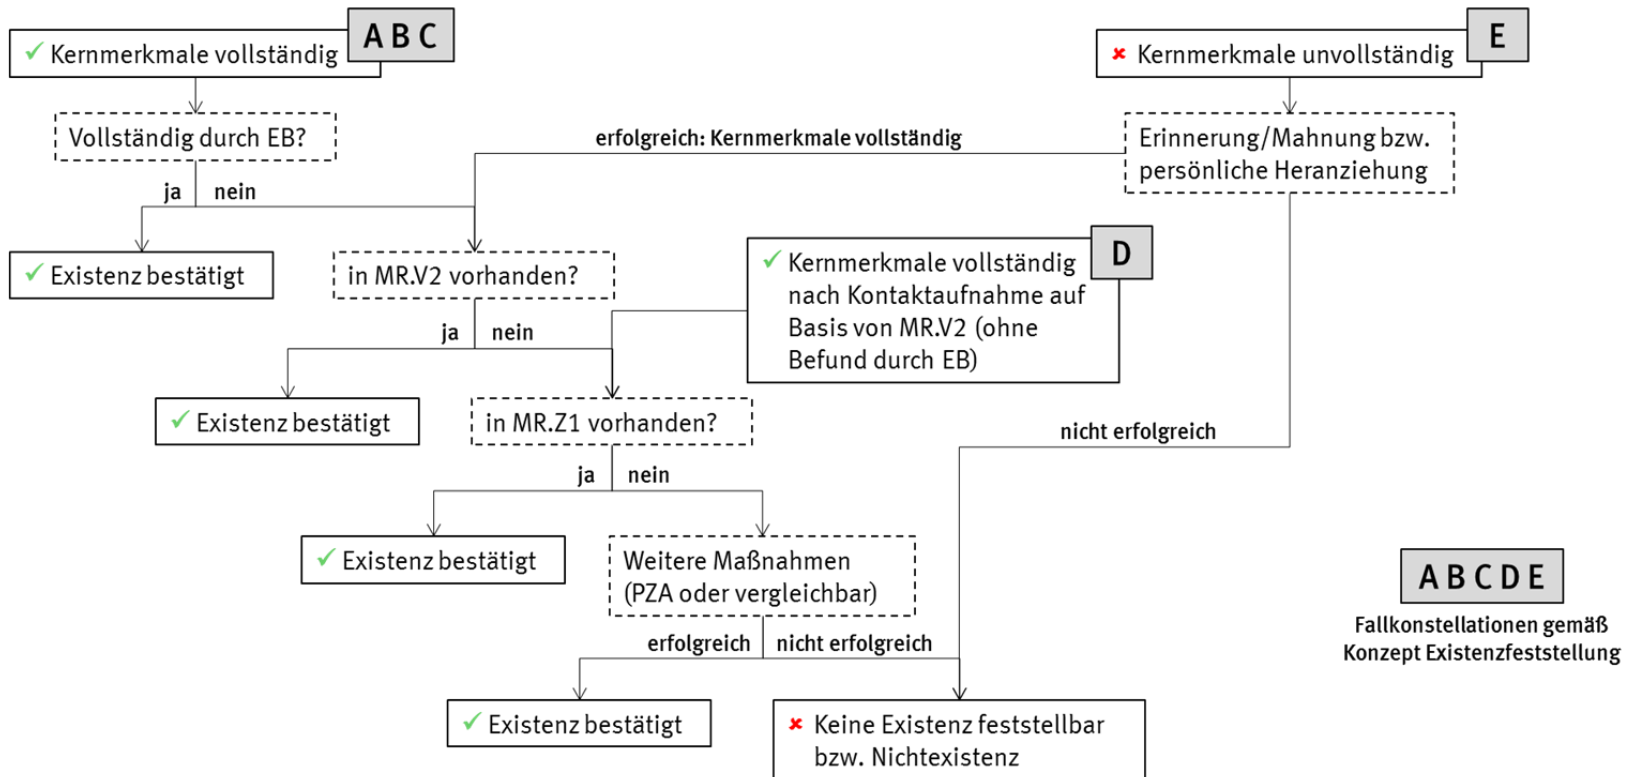 A B C
✓ Kernmerkmale vollständig
E
✘ Kernmerkmale unvollständig
Vollständig durch EB?
erfolgreich: Kernmerkmale vollständig
Erinnerung/Mahnung bzw.
persönliche Heranziehung
ja nein
✓ Existenz bestätigt
in MR.V2 vorhanden?
D
✓ Kernmerkmale vollständig
nach Kontaktaufnahme auf
Basis von MR.V2 (ohne
Befund durch EB)
ja nein
✓ Existenz bestätigt
in MR.Z1 vorhanden?
nicht erfolgreich
ja nein
✓ Existenz bestätigt
Weitere Maßnahmen
(PZA oder vergleichbar)
A B C D E
Fallkonstellationen gemäß
Konzept Existenzfeststellung
erfolgreich nicht erfolgreich
✓ Existenz bestätigt
✘ Keine Existenz feststellbar
bzw. Nichtexistenz